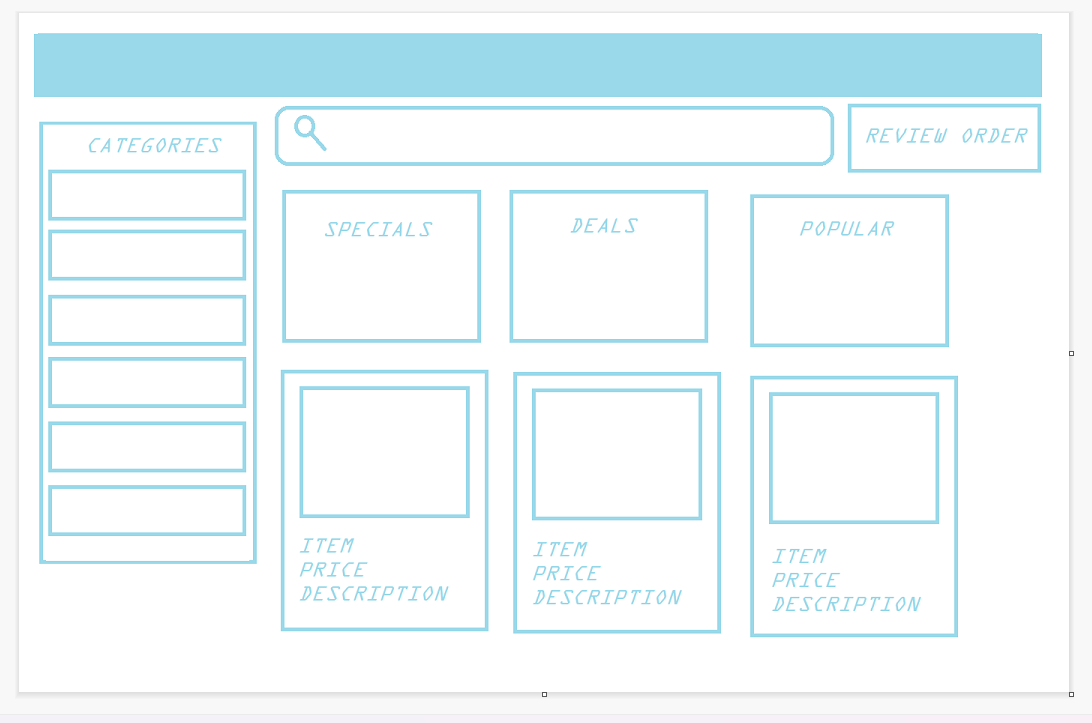 CATEGORIES
REVIEW ORDER
SPECIALS
DEALS
POPULAR
ITEM
PRICE
DESCRIPTION
ITEM
PRICE
DESCRIPTION
ITEM
PRICE
DESCRIPTION